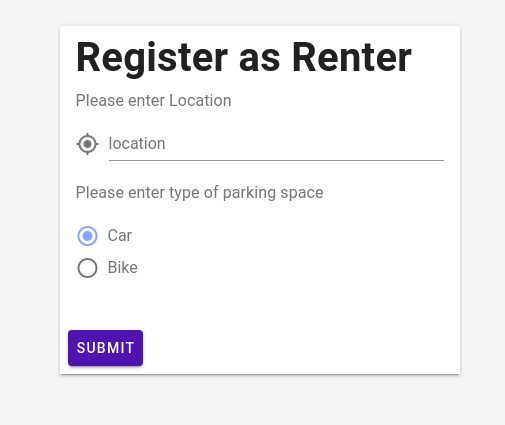 Register as Renter
Please enter Location
location
Please enter type of parking space
Car
Bike
SUBMIT